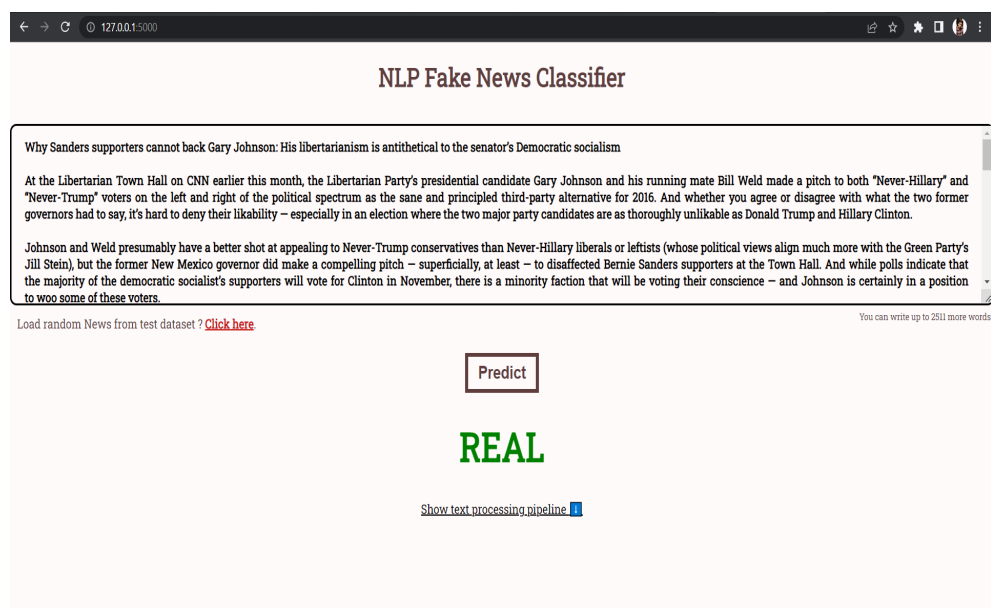 127.0.0.1:5000
NLP Fake News Classifier
Why Sanders supporters cannot back Gary Johnson: His libertarianism is antithetical to the senator's Democratic socialism
At the Libertarian Town Hall on CNN earlier this month, the Libertarian Party's presidential candidate Gary Johnson and his running mate Bill Weld made a pitch to both “Never-Hillary” and
“Never-Trump” voters on the left and right of the political spectrum as the sane and principled third-party alternative for 2016. And whether you agree or disagree with what the two former
governors had to say, it's hard to deny their likability — especially in an election where the two major party candidates are as thoroughly unlikable as Donald Trump and Hillary Clinton.
Johnson and Weld presumably have a better shot at appealing to Never-Trump conservatives than Never-Hillary liberals or leftists (whose political views align much more with the Green Party's
Jill Stein), but the former New Mexico governor did make a compelling pitch — superficially, at least — to disaffected Bernie Sanders supporters at the Town Hall. And while polls indicate that
the majority of the democratic socialist's supporters will vote for Clinton in November, there is a minority faction that will be voting their conscience — and Johnson is certainly in a position
to woo some of these voters.
Load random News from test dataset ? Click here.
You can write up to 2511 more words
Predict
REAL
Show text processing pipeline ↓